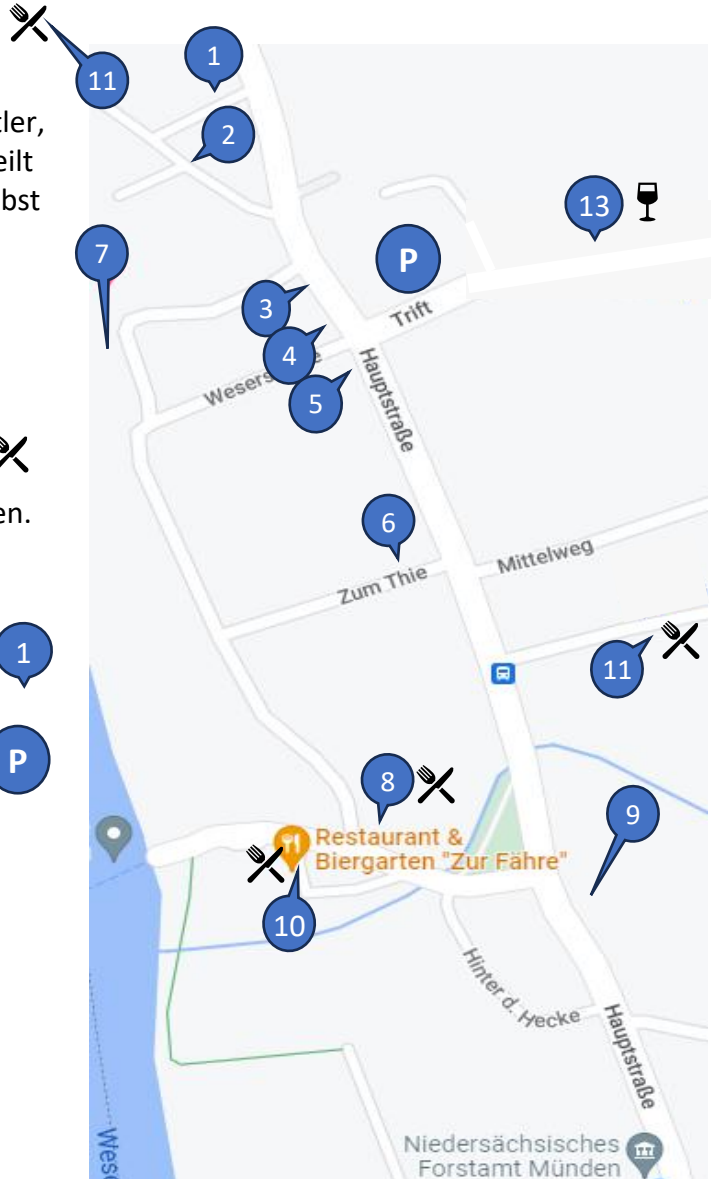 11
1
tler,
2
eilt
bst
13
7
P
3
Trift
4
Wesers
e
Hauptstraße
5
en.
6
Mittelweg
Zum Thie
1
11
P
8
9
Restaurant &
Biergarten "Zur Fähre"
10
Hinter d. Hecke
Hauptstraße
Wese
Niedersächsisches
Forstamt Münden